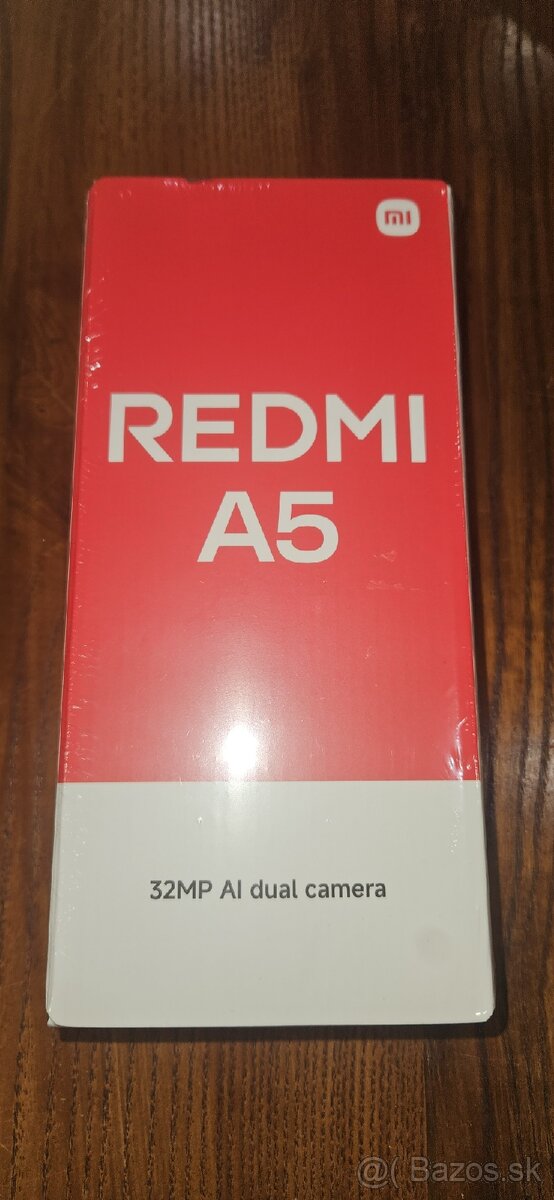 mi
REDMI
A5
32MP AI dual camera
@( Bazos.sk